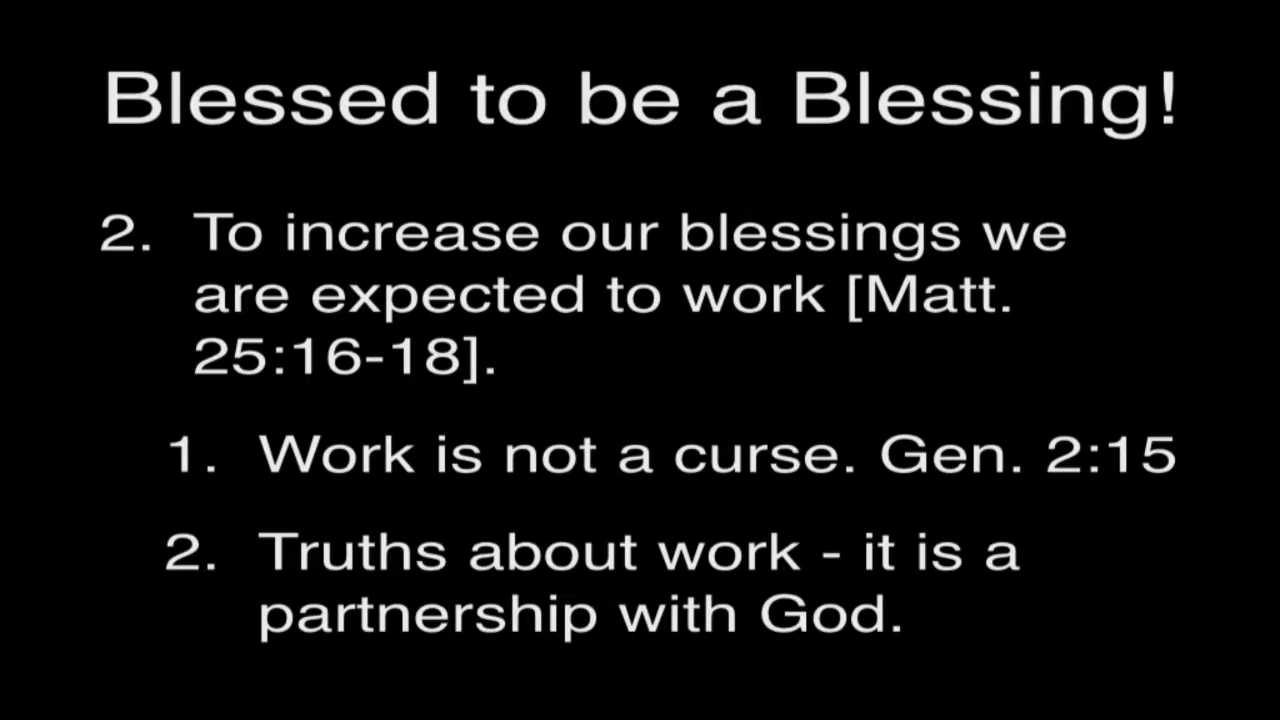 Blessed to be a Blessing!
2. To increase our blessings we
are expected to work [Matt.
25:16-18].
1. Work is not a curse. Gen. 2:15
2. Truths about work - it is a
partnership with God.